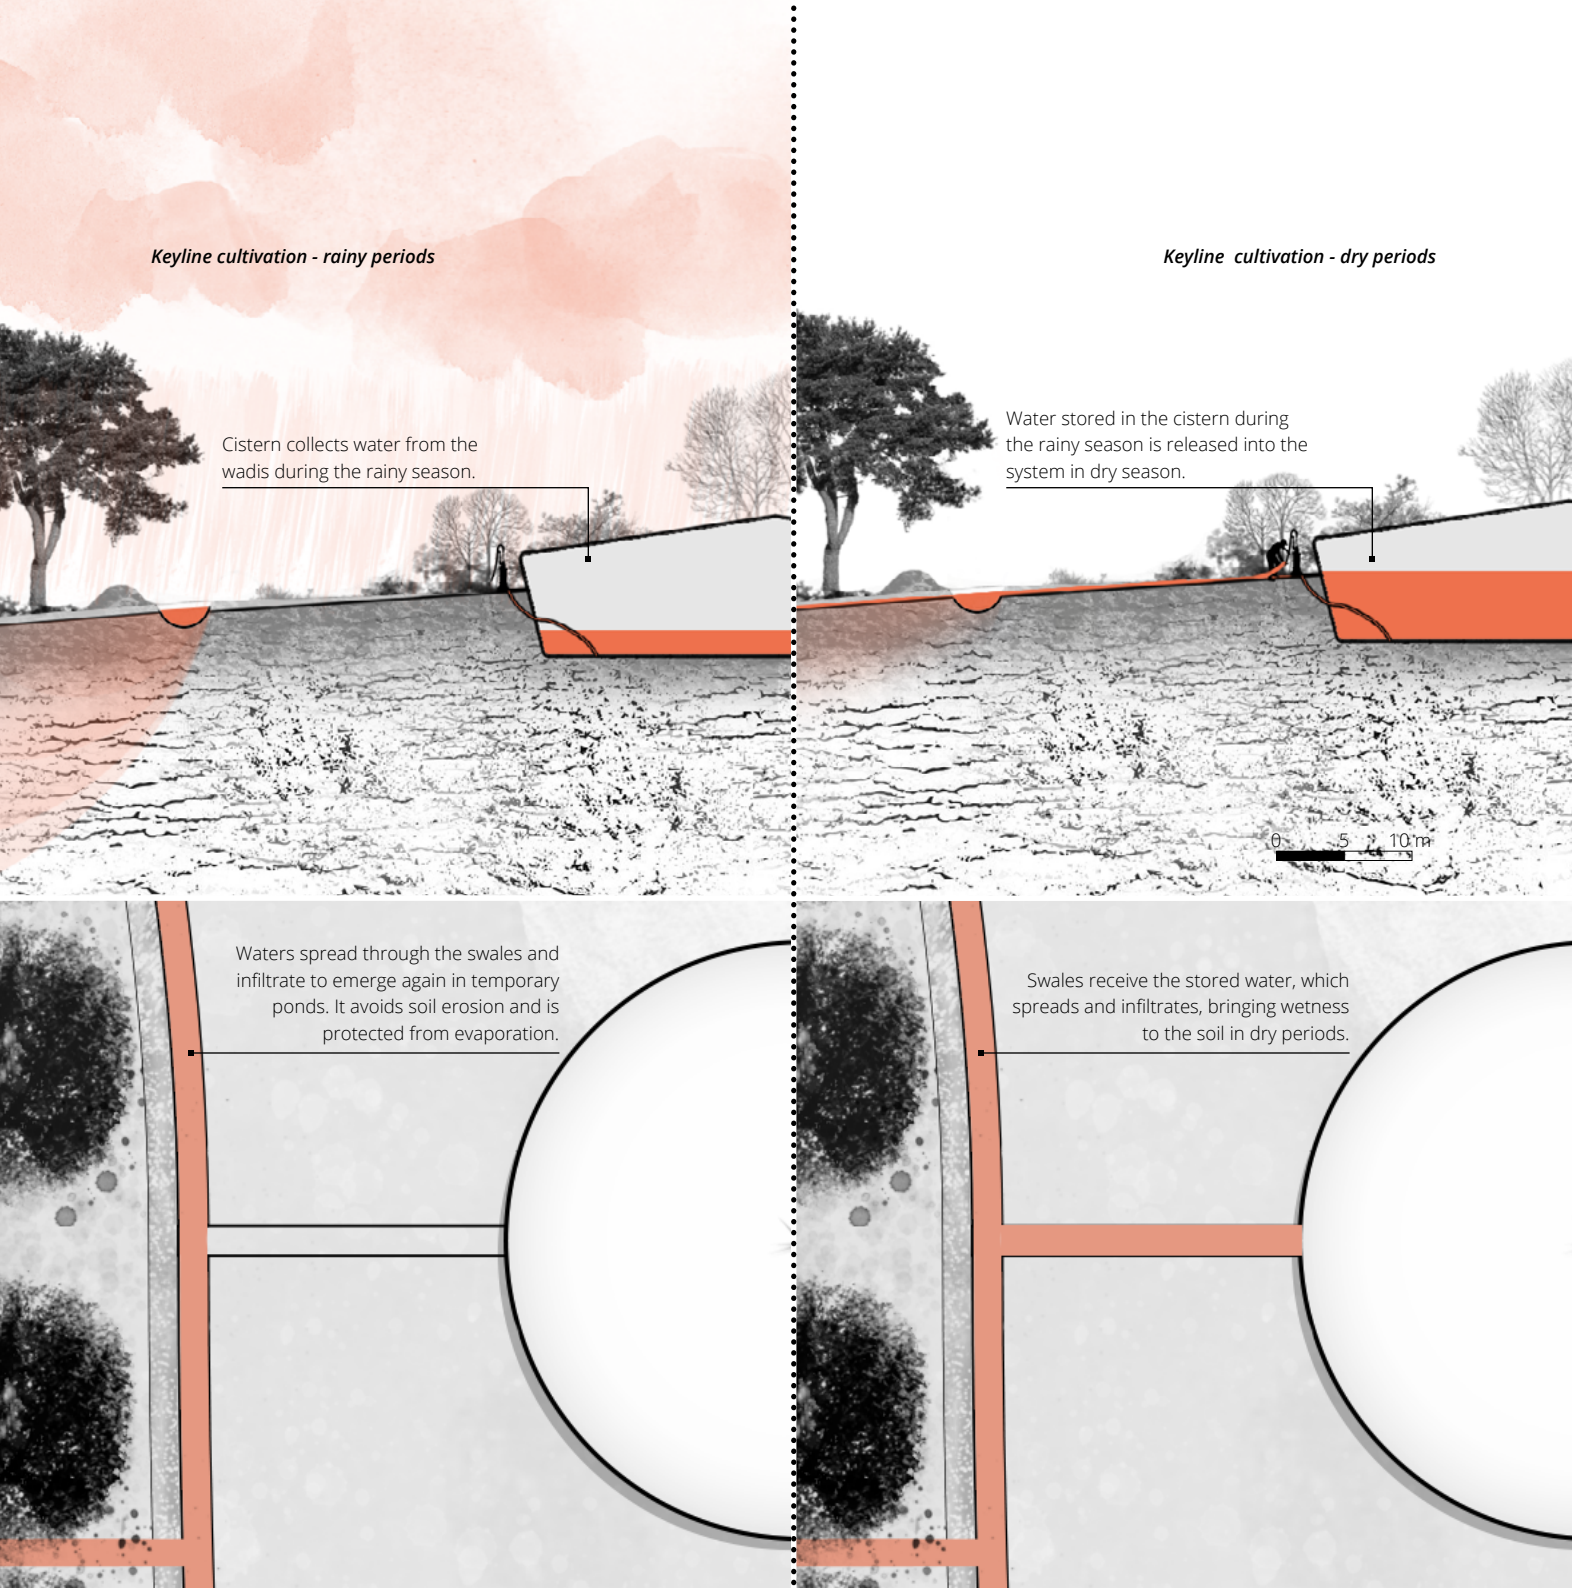 Keyline cultivation - rainy periods
Cistern collects water from the
wadis during the rainy season.
Waters spread through the swales and
infiltrate to emerge again in temporary
ponds. It avoids soil erosion and is
protected from evaporation.
Keyline  cultivation - dry periods
Water stored in the cistern during
the rainy season is released into the
system in dry season.
0 5 10 m
Swales receive the stored water, which
spreads and infiltrates, bringing wetness
to the soil in dry periods.